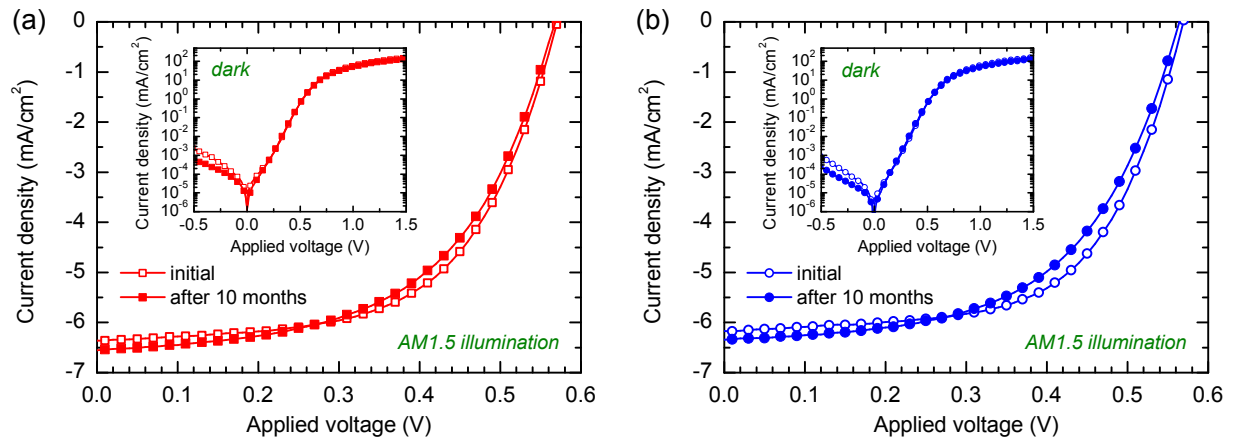 (a)
0
-1
-2
-3
-4
-5
-6
-7
Current density (mA/cm²)
0.0 0.1 0.2 0.3 0.4 0.5 0.6
Applied voltage (V)
dark
10²
10¹
10⁰
10⁻¹
10⁻²
10⁻³
10⁻⁴
10⁻⁵
10⁻⁶
Current density (mA/cm²)
-0.5 0.0 0.5 1.0 1.5
Applied voltage (V)
initial
after 10 months
AM1.5 illumination
(b)
0
-1
-2
-3
-4
-5
-6
-7
Current density (mA/cm²)
0.0 0.1 0.2 0.3 0.4 0.5 0.6
Applied voltage (V)
dark
10²
10¹
10⁰
10⁻¹
10⁻²
10⁻³
10⁻⁴
10⁻⁵
10⁻⁶
Current density (mA/cm²)
-0.5 0.0 0.5 1.0 1.5
Applied voltage (V)
initial
after 10 months
AM1.5 illumination